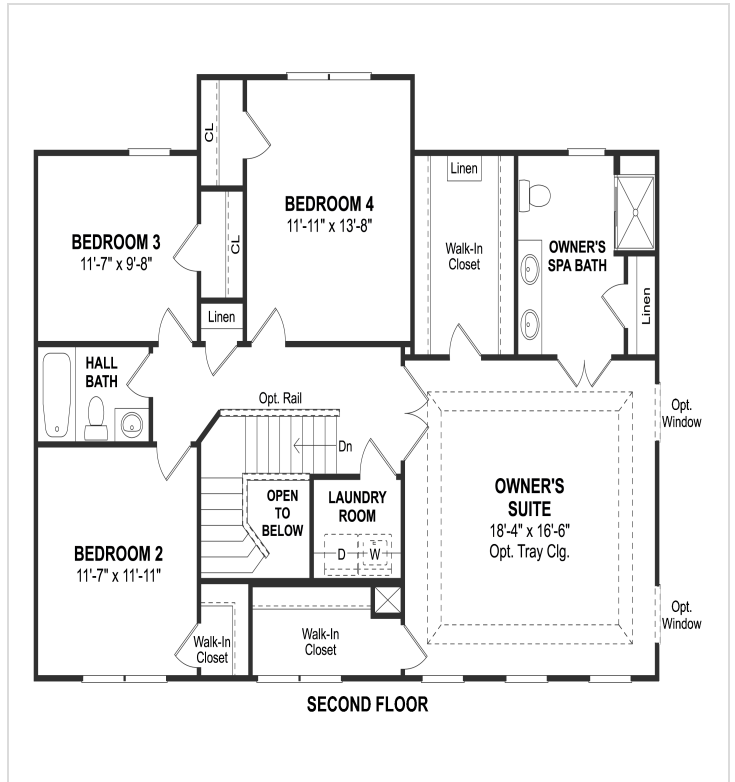 CL
BEDROOM 4
11'-11" x 13'-8"
BEDROOM 3
11'-7" x 9'-8"
CL
Linen
Linen
Walk-In
Closet
OWNER'S
SPA BATH
Linen
HALL
BATH
Opt. Rail
Dn
Opt.
Window
OPEN
TO
BELOW
LAUNDRY
ROOM
D
W
OWNER'S
SUITE
18'-4" x 16'-6"
Opt. Tray Clg.
BEDROOM 2
11'-7" x 11'-11"
Walk-In
Closet
Walk-In
Closet
Opt.
Window
SECOND FLOOR